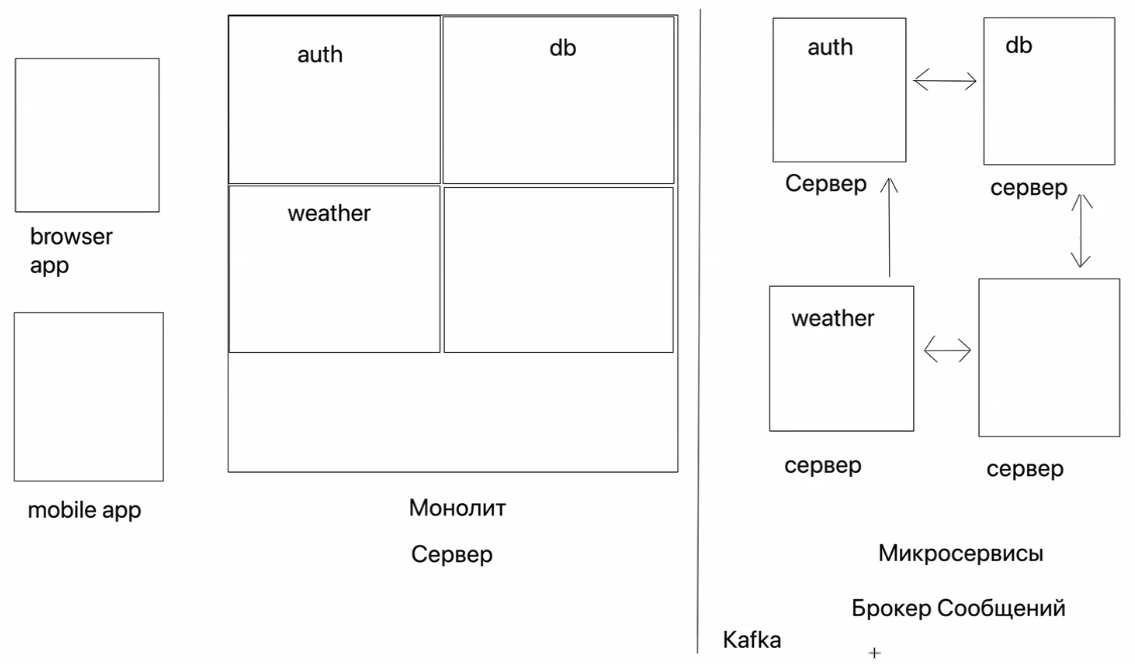 browser
app
mobile app
auth
db
weather
Монолит
Сервер
auth
db
Сервер
сервер
weather
сервер
сервер
Микросервисы
Брокер Сообщений
Kafka